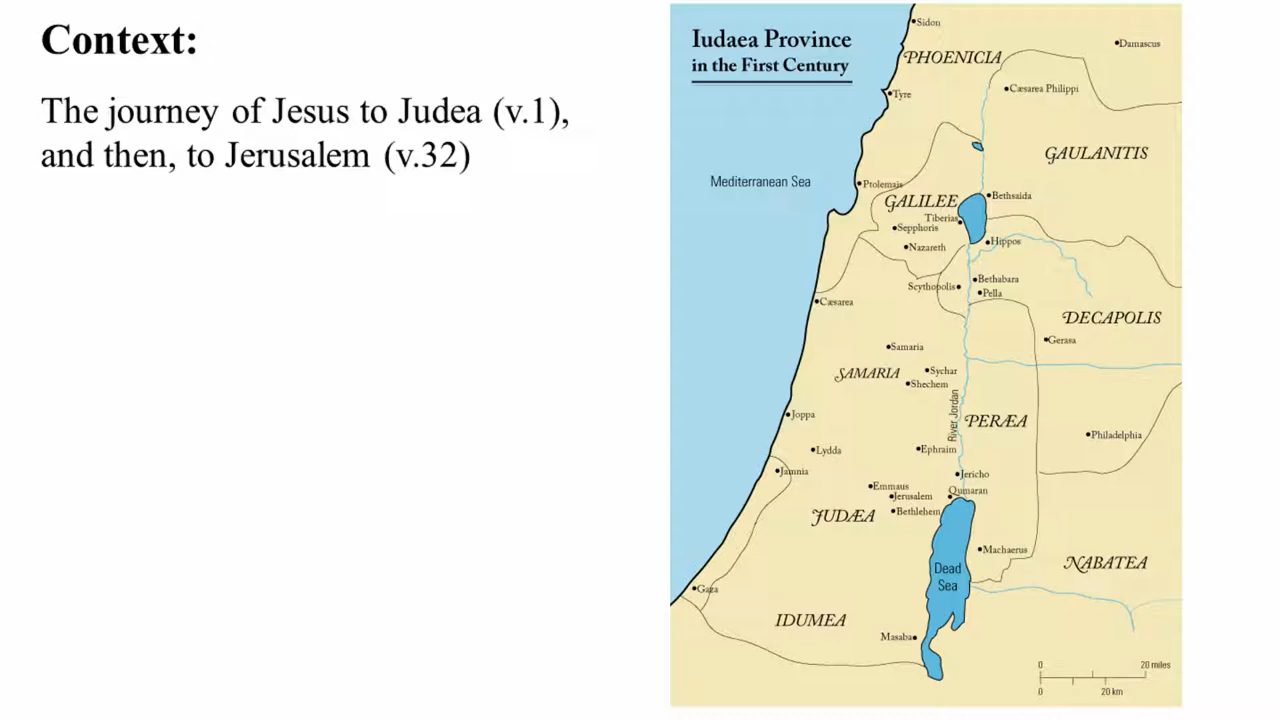 Context:
The journey of Jesus to Judea (v.1),
and then, to Jerusalem (v.32)
Iudaea Province
in the First Century
Sidon
PHOENICIA
Damascus
Cæsarea Philippi
Tyre
GAULANITIS
Mediterranean Sea
Ptolemais
GALILEE
Bethsaida
Tiberias
Sepphoris
Nazareth
Hippos
Scythopolis
Bethabara
Pella
Cæsarea
DECAPOLIS
Gerasa
Samaria
SAMARIA
Sychar
Shechem
River Jordan
PERÆA
Joppa
Philadelphia
Lydda
Ephraim
Jamnia
Jericho
Emmaus
Qumaran
Jerusalem
JUDÆA
Bethlehem
Machaerus
Dead
Sea
NABATEA
Gaza
IDUMEA
Masaba
0 20 miles
0 20 km